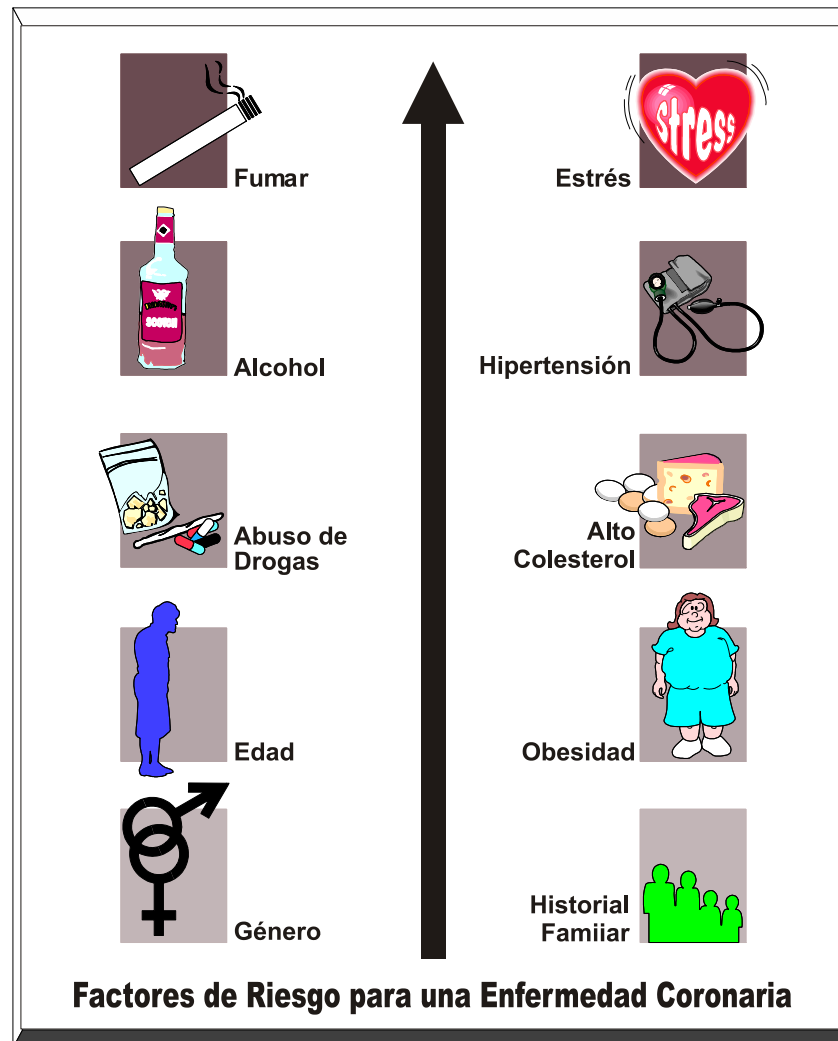 Fumar
Estrés
stress
SCOTCH
Alcohol
Hipertensión
Abuso de
Drogas
Alto
Colesterol
Edad
Obesidad
Género
Historial
Famiiar
Factores de Riesgo para una Enfermedad Coronaria